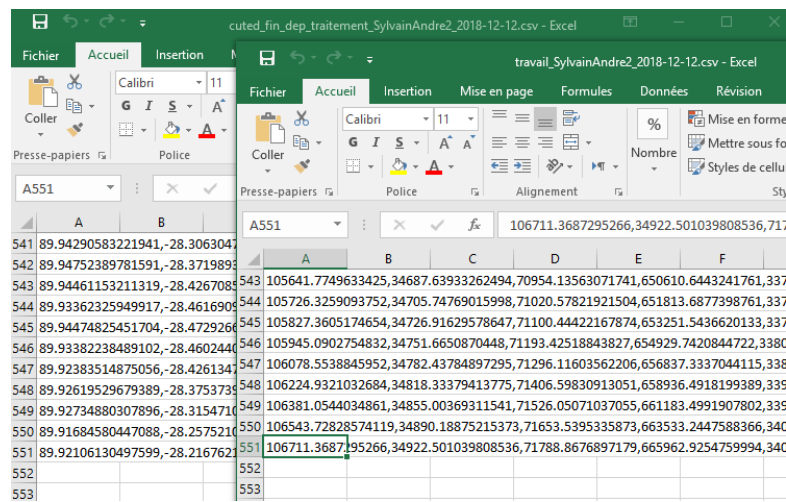 cuted_fin_dep_traitement_SylvainAndre2_2018-12-12.csv - Excel
Fichier Accueil Insertion
Coller
Calibri 11
G I S A
A
Presse-papiers Police
A551
A B
541 89.94290583221941,-28.3063047
542 89.94752389781591,-28.3719893
543 89.94461153211319,-28.4267085
544 89.93362325949917,-28.4616909
545 89.94474825451704,-28.4729266
546 89.93382238489102,-28.4602440
547 89.92383514875056,-28.4261347
548 89.92619529679389,-28.3753739
549 89.92734880307896,-28.3154710
550 89.91684580447088,-28.2575210
551 89.92106130497599,-28.2167621
552
553
travail_SylvainAndre2_2018-12-12.csv - Excel
Fichier Accueil Insertion Mise en page Formules Données Révision
Coller
Calibri 11
G I S A A
A
%
Nombre
Mise en forme
Mettre sous fo
Styles de cellu
Presse-papiers Police Alignement Sty
A551 fx 106711.3687295266,34922.501039808536,717
A B C D E F
543 105641.7749633425,34687.63933262494,70954.13563071741,650610.6443241761,337
544 105726.3259093752,34705.74769015998,71020.57821921504,651813.6877398761,337
545 105827.3605174654,34726.91629578647,71100.44422167874,653251.5436620133,337
546 105945.0902754832,34751.6650870448,71193.42518843827,654929.7420844722,3380
547 106078.5538845952,34782.43784897295,71296.11603562206,656837.3337044115,338
548 106224.9321032684,34818.33379413775,71406.59830913051,658936.4918199389,339
549 106381.0544034861,34855.00369311541,71526.05071037055,661183.4991907802,339
550 106543.72828574119,34890.18875215373,71653.5395335873,663533.2447588366,340
551 106711.3687295266,34922.501039808536,71788.8676897179,665962.9254759994,340
552
553